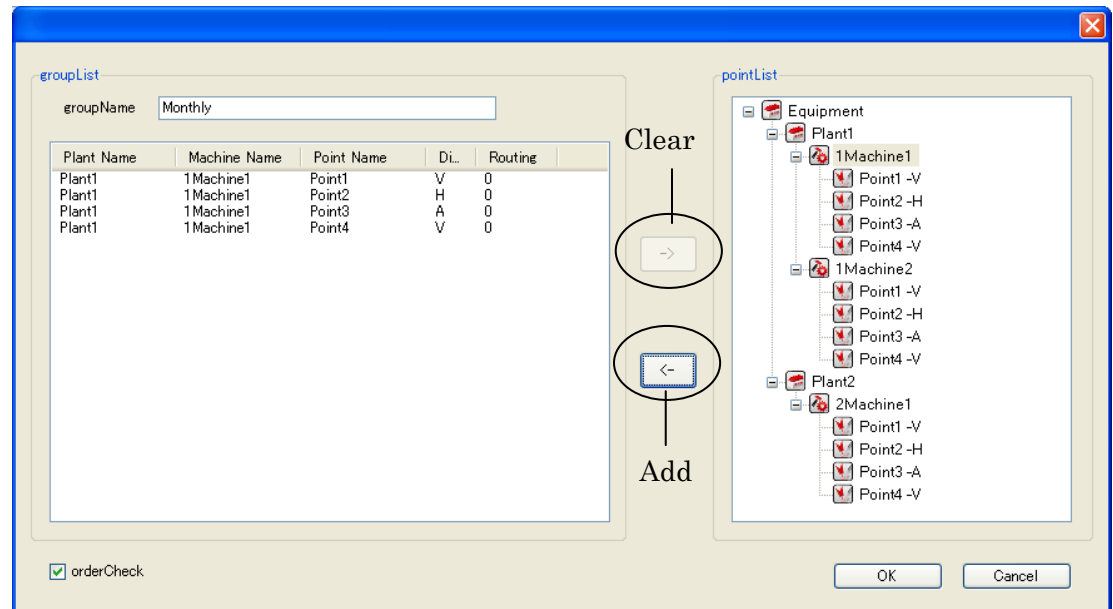 groupList
groupName Monthly
Plant Name Machine Name Point Name Di... Routing
Plant1 1Machine1 Point1 V 0
Plant1 1Machine1 Point2 H 0
Plant1 1Machine1 Point3 A 0
Plant1 1Machine1 Point4 V 0
Clear
->
<-
Add
pointList
Equipment
Plant1
1Machine1
Point1 -V
Point2 -H
Point3 -A
Point4 -V
1Machine2
Point1 -V
Point2 -H
Point3 -A
Point4 -V
Plant2
2Machine1
Point1 -V
Point2 -H
Point3 -A
Point4 -V
orderCheck
OK Cancel